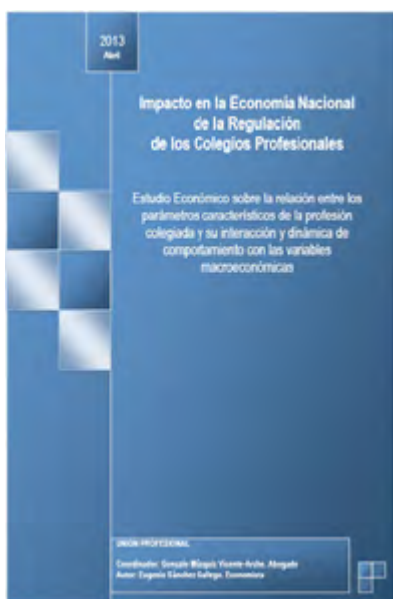 2013
Abril
Impacto en la Economía Nacional
de la Regulación
de los Colegios Profesionales
Estudio Económico sobre la relación entre los
parámetros característicos de la profesión
colegiada y su interacción y dinámica de
comportamiento con las variables
macroeconómicas
UNION PROFESIONAL
Coordinador: Gonzalo Múzquiz Vicente-Arche. Abogado
Autor: Eugenio Sánchez Gallego. Economista